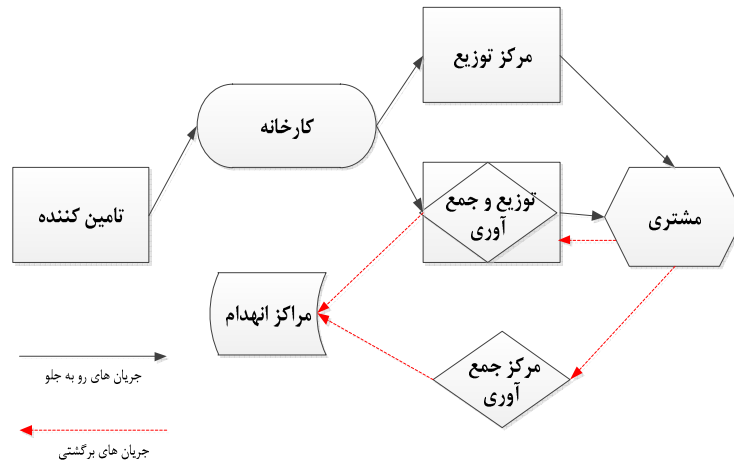 مرکز توزیع
کارخانه
تامین کننده
توزیع و جمع
آوری
مشتری
مراکز انهدام
مرکز جمع
آوری
جریان های رو به جلو
جریان های برگشتی